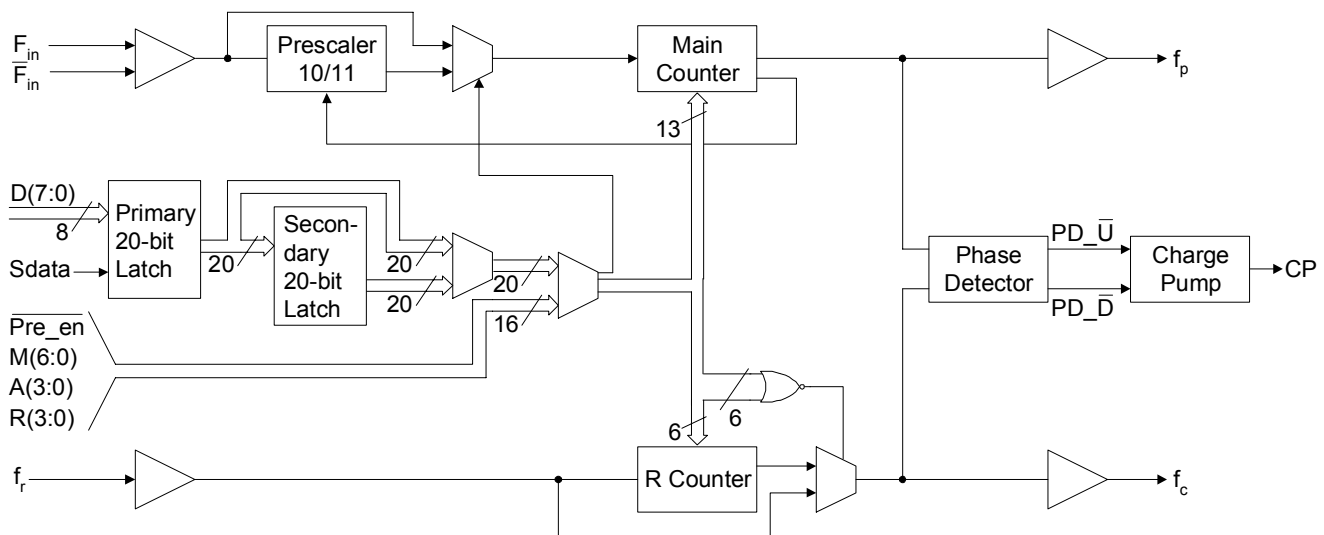 F_in
F̅_in
Prescaler
10/11
Main
Counter
f_p
13
D(7:0)
8
Sdata
Primary
20-bit
Latch
20
Secon-
dary
20-bit
Latch
20
20
20
16
Pre_en
M(6:0)
A(3:0)
R(3:0)
Phase
Detector
PD_U̅
PD_D̅
Charge
Pump
CP
6
6
f_r
R Counter
f_c